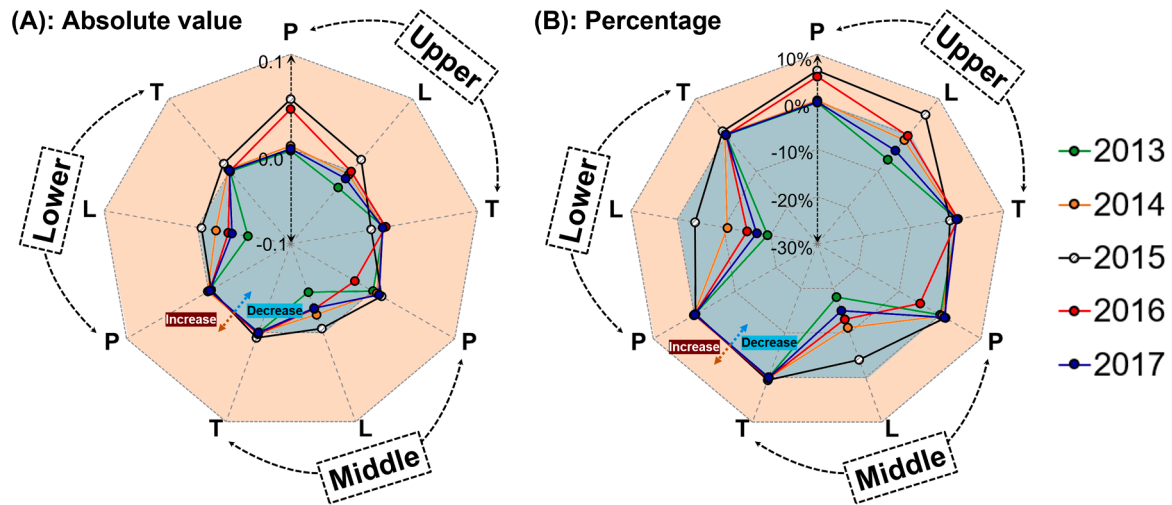 (A): Absolute value
P
0.1
0.0
-0.1
Upper
L
T
P
Middle
L
T
P
Lower
L
T
Increase
Decrease
(B): Percentage
P
10%
0%
-10%
-20%
-30%
Upper
L
T
P
Middle
L
T
P
Lower
L
T
Increase
Decrease
2013
2014
2015
2016
2017